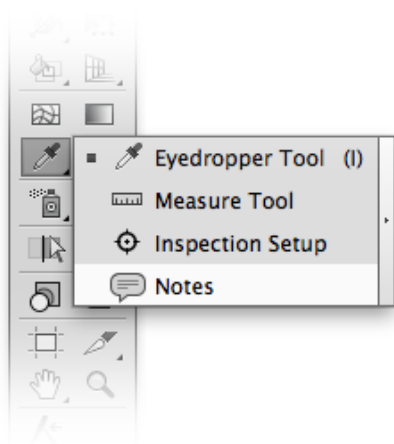 Eyedropper Tool (I)
Measure Tool
Inspection Setup
Notes